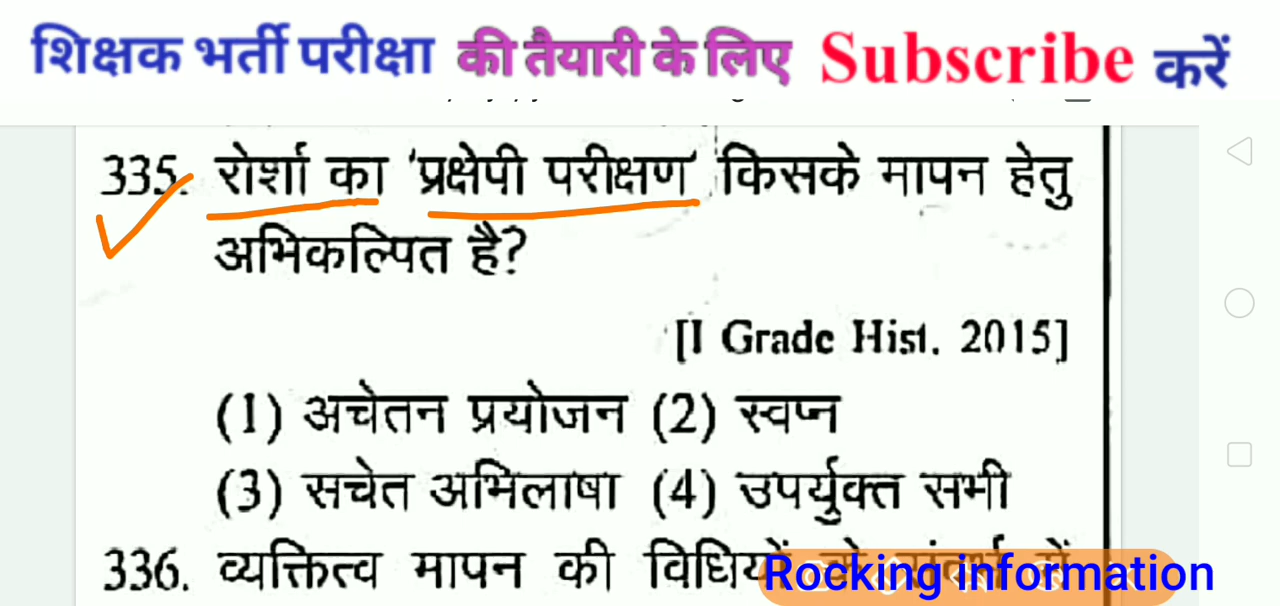 शिक्षक भर्ती परीक्षा की तैयारी के लिए Subscribe करें
335. रोर्शा का 'प्रक्षेपी परीक्षण' किसके मापन हेतु
अभिकल्पित है?
[I Grade Hist. 2015]
(1) अचेतन प्रयोजन (2) स्वप्न
(3) सचेत अभिलाषा (4) उपर्युक्त सभी
336. व्यक्तित्व मापन की विधियों के संदर्भ में
Rocking information